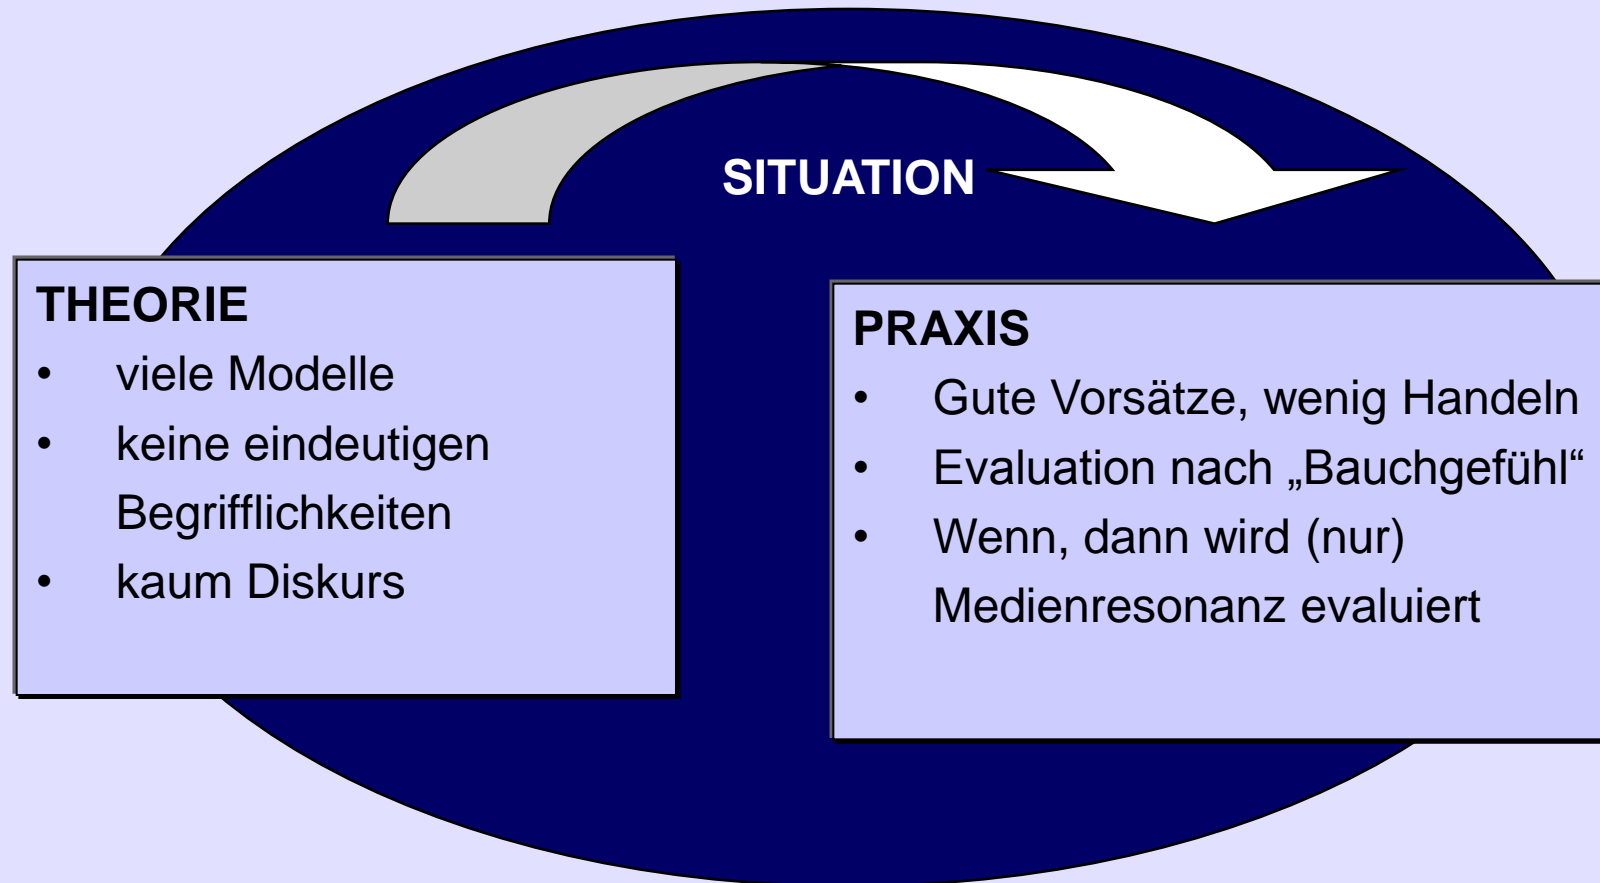 SITUATION
THEORIE
• viele Modelle
• keine eindeutigen
Begrifflichkeiten
• kaum Diskurs
PRAXIS
• Gute Vorsätze, wenig Handeln
• Evaluation nach „Bauchgefühl“
• Wenn, dann wird (nur)
Medienresonanz evaluiert